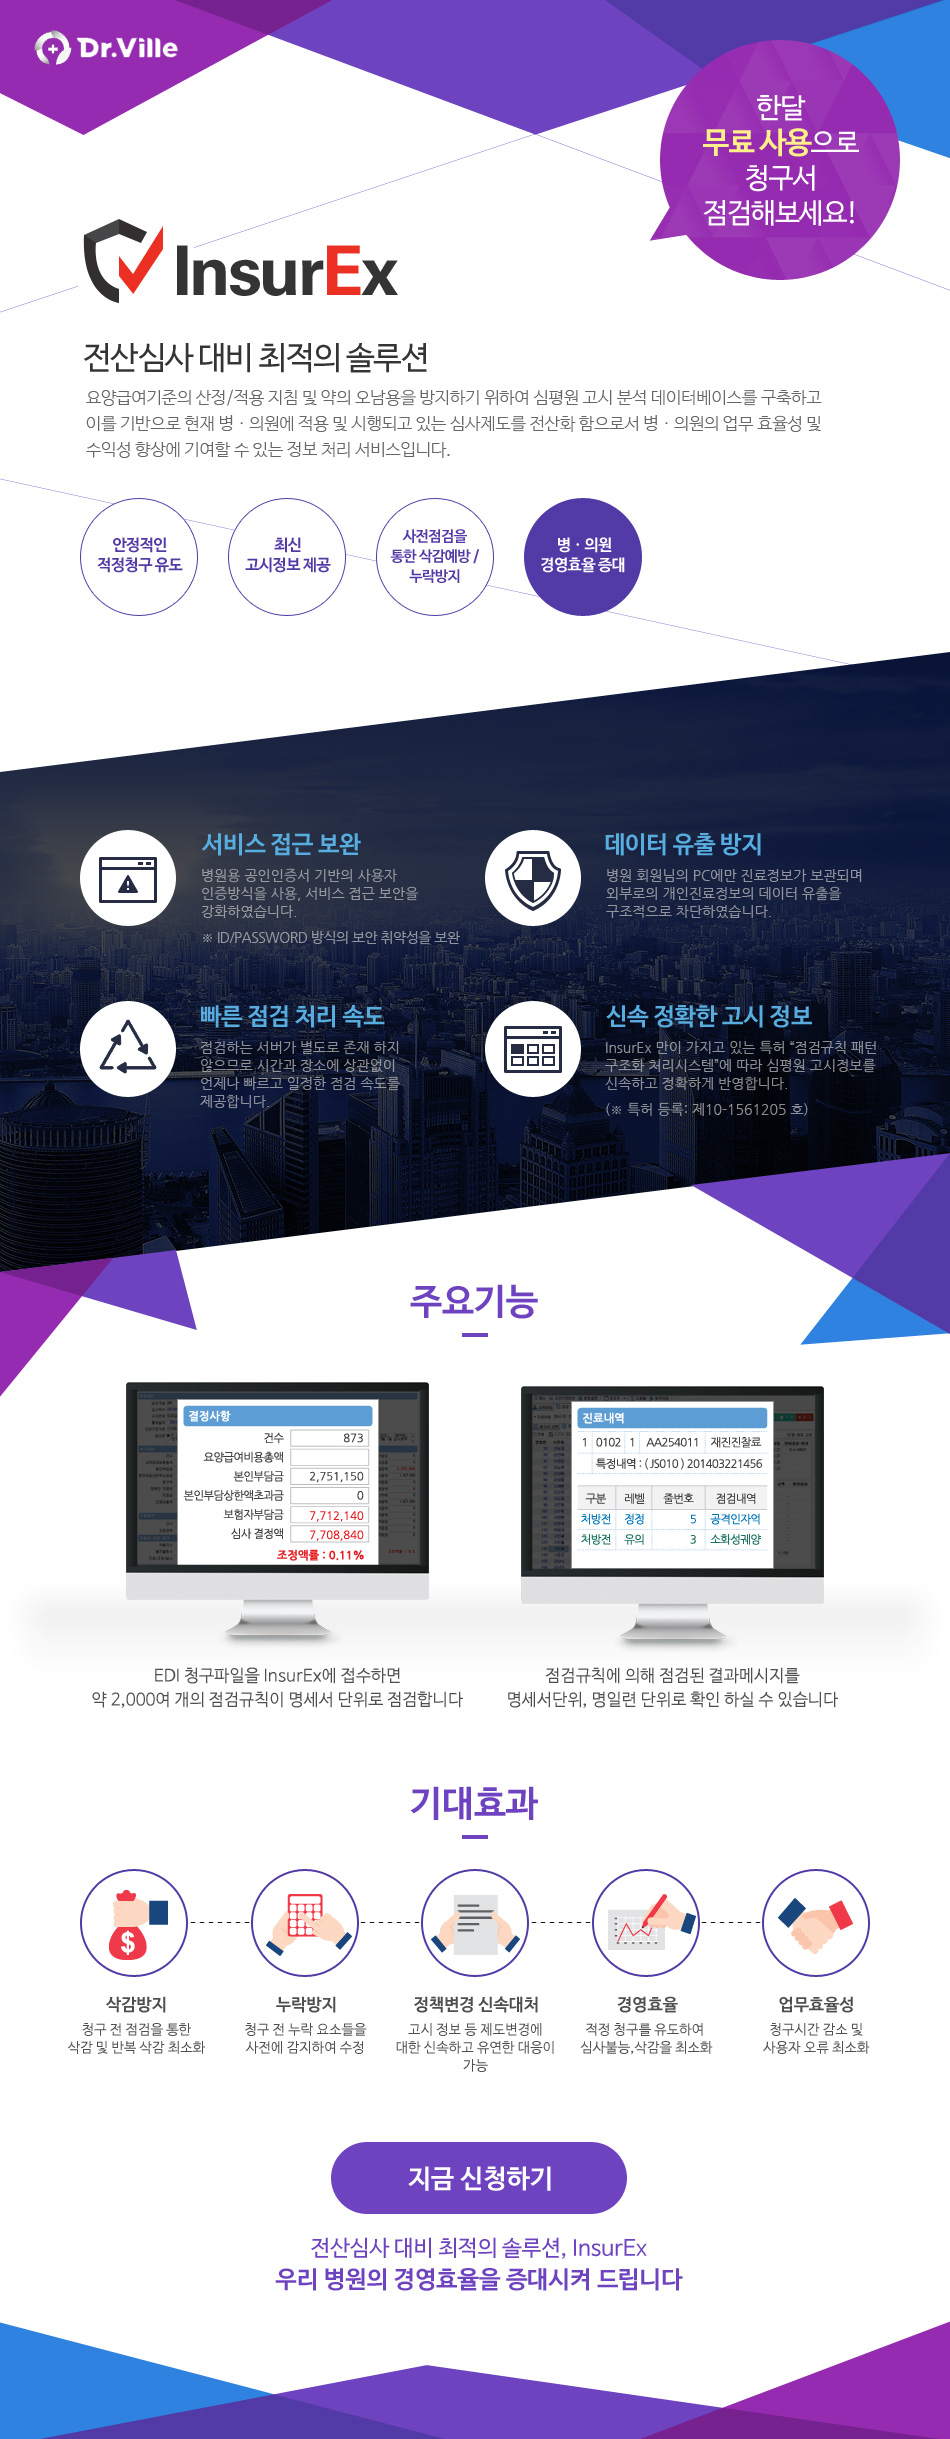 Dr.Ville
한달
무료 사용으로
청구서
점검해보세요!
InsurEx
전산심사 대비 최적의 솔루션
요양급여기준의 산정/적용 지침 및 약의 오남용을 방지하기 위하여 심평원 고시 분석 데이터베이스를 구축하고
이를 기반으로 현재 병 · 의원에 적용 및 시행되고 있는 심사제도를 전산화 함으로서 병 · 의원의 업무 효율성 및
수익성 향상에 기여할 수 있는 정보 처리 서비스입니다.
안정적인
적정청구 유도
최신
고시정보 제공
사전점검을
통한 삭감예방 /
누락방지
병 · 의원
경영효율 증대
서비스 접근 보완
병원용 공인인증서 기반의 사용자
인증방식을 사용, 서비스 접근 보안을
강화하였습니다.
※ ID/PASSWORD 방식의 보안 취약성을 보완
데이터 유출 방지
병원 회원님의 PC에만 진료정보가 보관되며
외부로의 개인진료정보의 데이터 유출을
구조적으로 차단하였습니다.
빠른 점검 처리 속도
점검하는 서버가 별도로 존재 하지
않으므로 시간과 장소에 상관없이
언제나 빠르고 일정한 점검 속도를
제공합니다.
신속 정확한 고시 정보
InsurEx 만이 가지고 있는 특허 “점검규칙 패턴
구조화 처리시스템”에 따라 심평원 고시정보를
신속하고 정확하게 반영합니다.
(※ 특허 등록: 제10-1561205 호)
주요기능
결정사항
건수 873
요양급여비용총액
본인부담금 2,751,150
본인부담상한액초과금 0
보험자부담금 7,712,140
심사 결정액 7,708,840
조정액률 : 0.11%
진료내역
1 0102 1 AA254011 재진진찰료
특정내역 : ( JS010 ) 201403221456
구분 레벨 줄번호 점검내역
처방전 정정 5 공격인자억
처방전 유의 3 소화성궤양
EDI 청구파일을 InsurEx에 접수하면
약 2,000여 개의 점검규칙이 명세서 단위로 점검합니다
점검규칙에 의해 점검된 결과메시지를
명세서단위, 명일련 단위로 확인 하실 수 있습니다
기대효과
삭감방지
청구 전 점검을 통한
삭감 및 반복 삭감 최소화
누락방지
청구 전 누락 요소들을
사전에 감지하여 수정
정책변경 신속대처
고시 정보 등 제도변경에
대한 신속하고 유연한 대응이
가능
경영효율
적정 청구를 유도하여
심사불능,삭감을 최소화
업무효율성
청구시간 감소 및
사용자 오류 최소화
지금 신청하기
전산심사 대비 최적의 솔루션, InsurEx
우리 병원의 경영효율을 증대시켜 드립니다